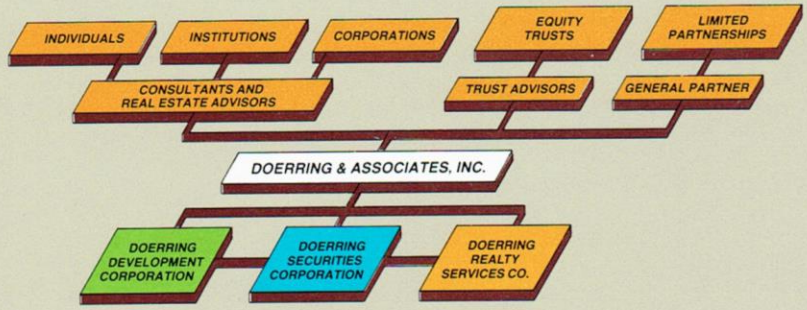 INDIVIDUALS
INSTITUTIONS
CORPORATIONS
EQUITY
TRUSTS
LIMITED
PARTNERSHIPS
CONSULTANTS AND
REAL ESTATE ADVISORS
TRUST ADVISORS
GENERAL PARTNER
DOERRING & ASSOCIATES, INC.
DOERRING
DEVELOPMENT
CORPORATION
DOERRING
SECURITIES
CORPORATION
DOERRING
REALTY
SERVICES CO.